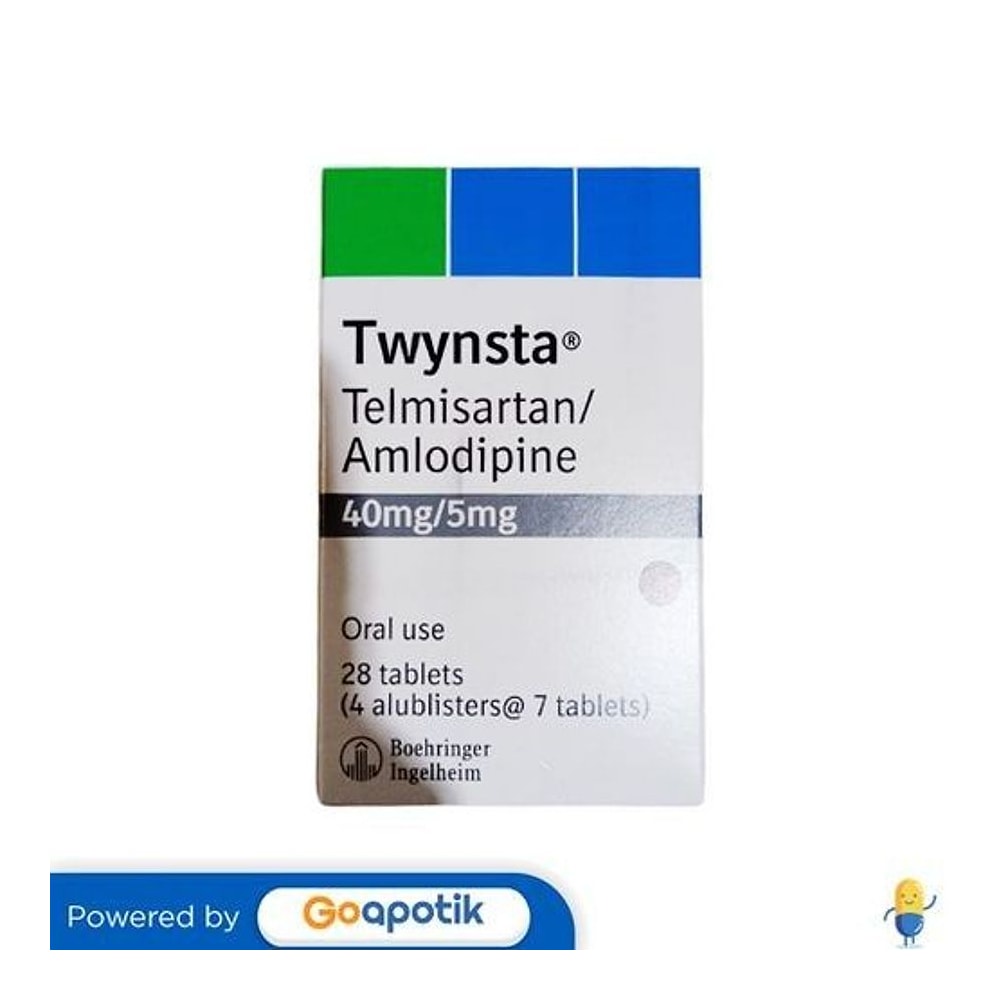 Twynsta®
Telmisartan/
Amlodipine
40mg/5mg
Oral use
28 tablets
(4 alublisters@ 7 tablets)
Boehringer
Ingelheim
Powered by Goapotik